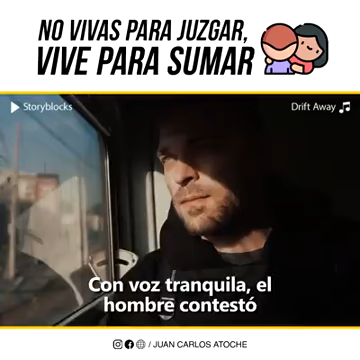 NO VIVAS PARA JUZGAR,
VIVE PARA SUMAR
Storyblocks
Drift Away
Con voz tranquila, el
hombre contestó
/ JUAN CARLOS ATOCHE